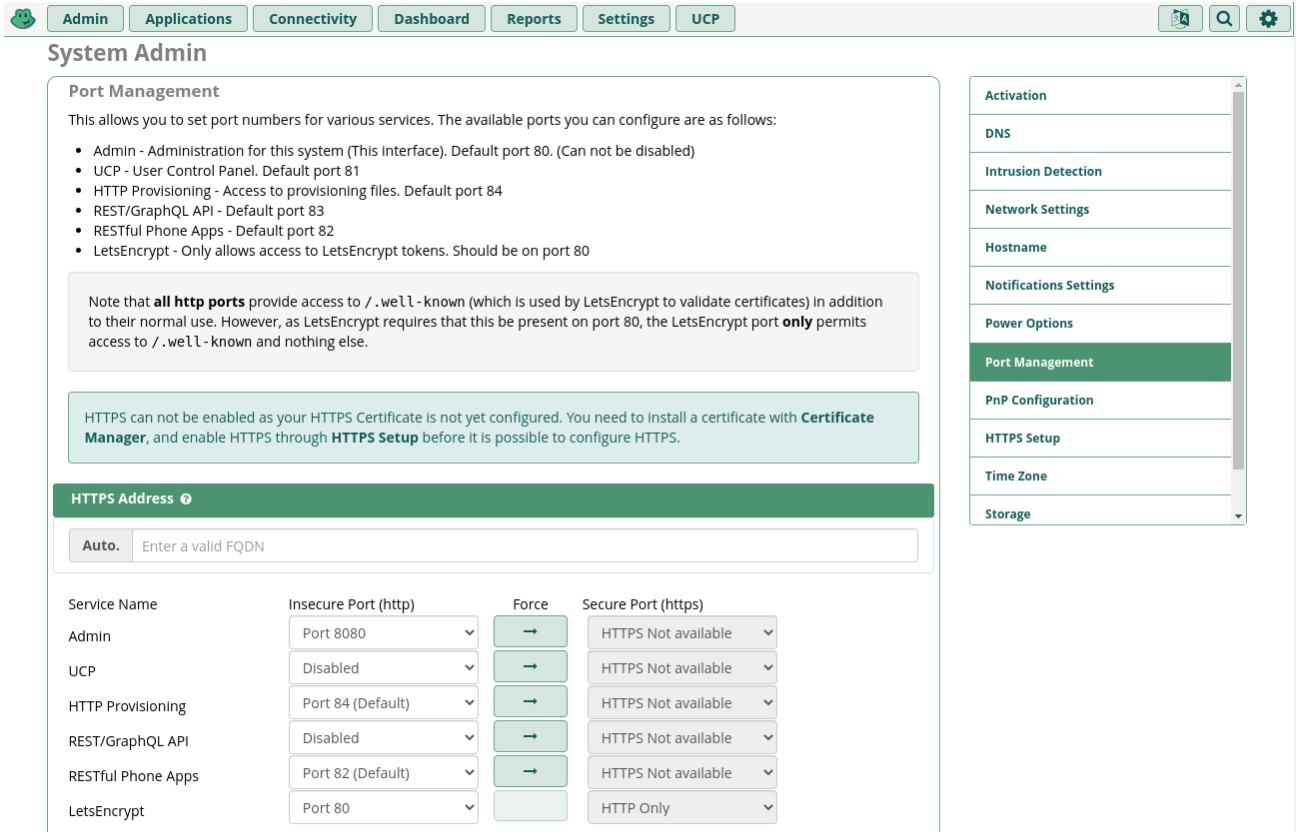 Admin Applications Connectivity Dashboard Reports Settings UCP
System Admin
Port Management
This allows you to set port numbers for various services. The available ports you can configure are as follows:
• Admin - Administration for this system (This interface). Default port 80. (Can not be disabled)
• UCP - User Control Panel. Default port 81
• HTTP Provisioning - Access to provisioning files. Default port 84
• REST/GraphQL API - Default port 83
• RESTful Phone Apps - Default port 82
• LetsEncrypt - Only allows access to LetsEncrypt tokens. Should be on port 80
Note that all http ports provide access to /.well-known (which is used by LetsEncrypt to validate certificates) in addition
to their normal use. However, as LetsEncrypt requires that this be present on port 80, the LetsEncrypt port only permits
access to /.well-known and nothing else.
HTTPS can not be enabled as your HTTPS Certificate is not yet configured. You need to install a certificate with Certificate
Manager, and enable HTTPS through HTTPS Setup before it is possible to configure HTTPS.
HTTPS Address
Auto. Enter a valid FQDN
Service Name Insecure Port (http) Force Secure Port (https)
Admin Port 8080 → HTTPS Not available
UCP Disabled → HTTPS Not available
HTTP Provisioning Port 84 (Default) → HTTPS Not available
REST/GraphQL API Disabled → HTTPS Not available
RESTful Phone Apps Port 82 (Default) → HTTPS Not available
LetsEncrypt Port 80 HTTP Only
Activation
DNS
Intrusion Detection
Network Settings
Hostname
Notifications Settings
Power Options
Port Management
PnP Configuration
HTTPS Setup
Time Zone
Storage